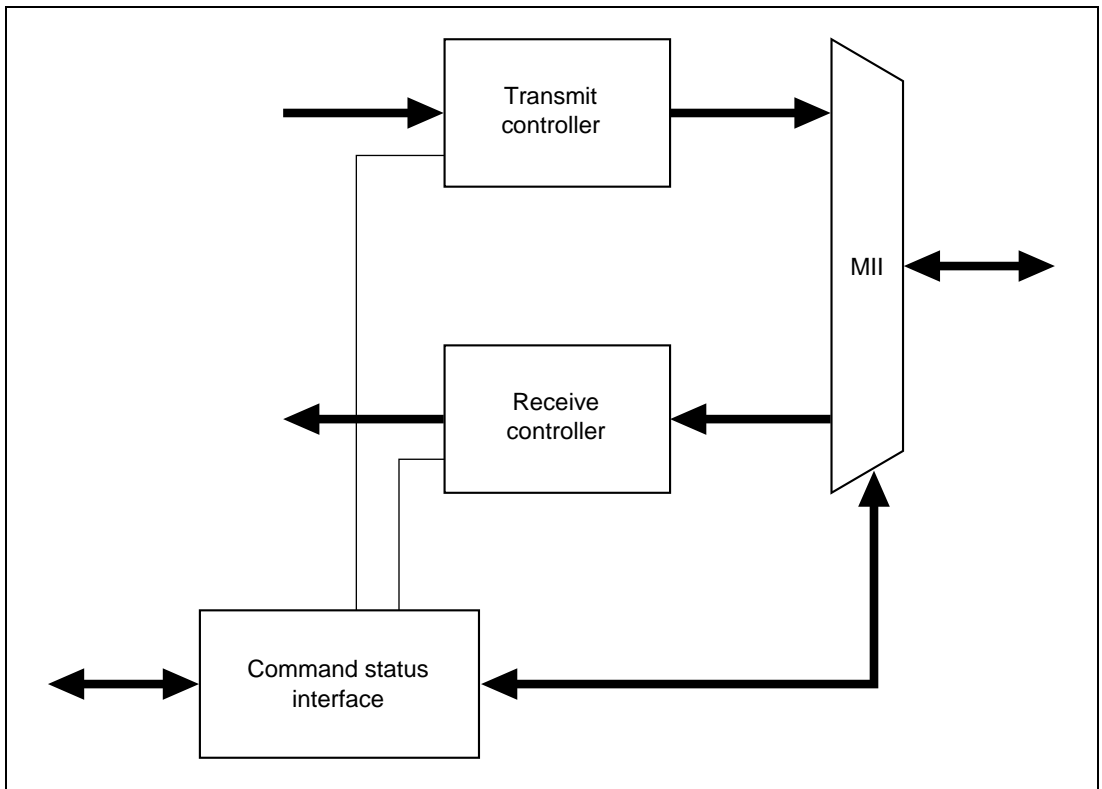 Transmit
controller
MII
Receive
controller
Command status
interface